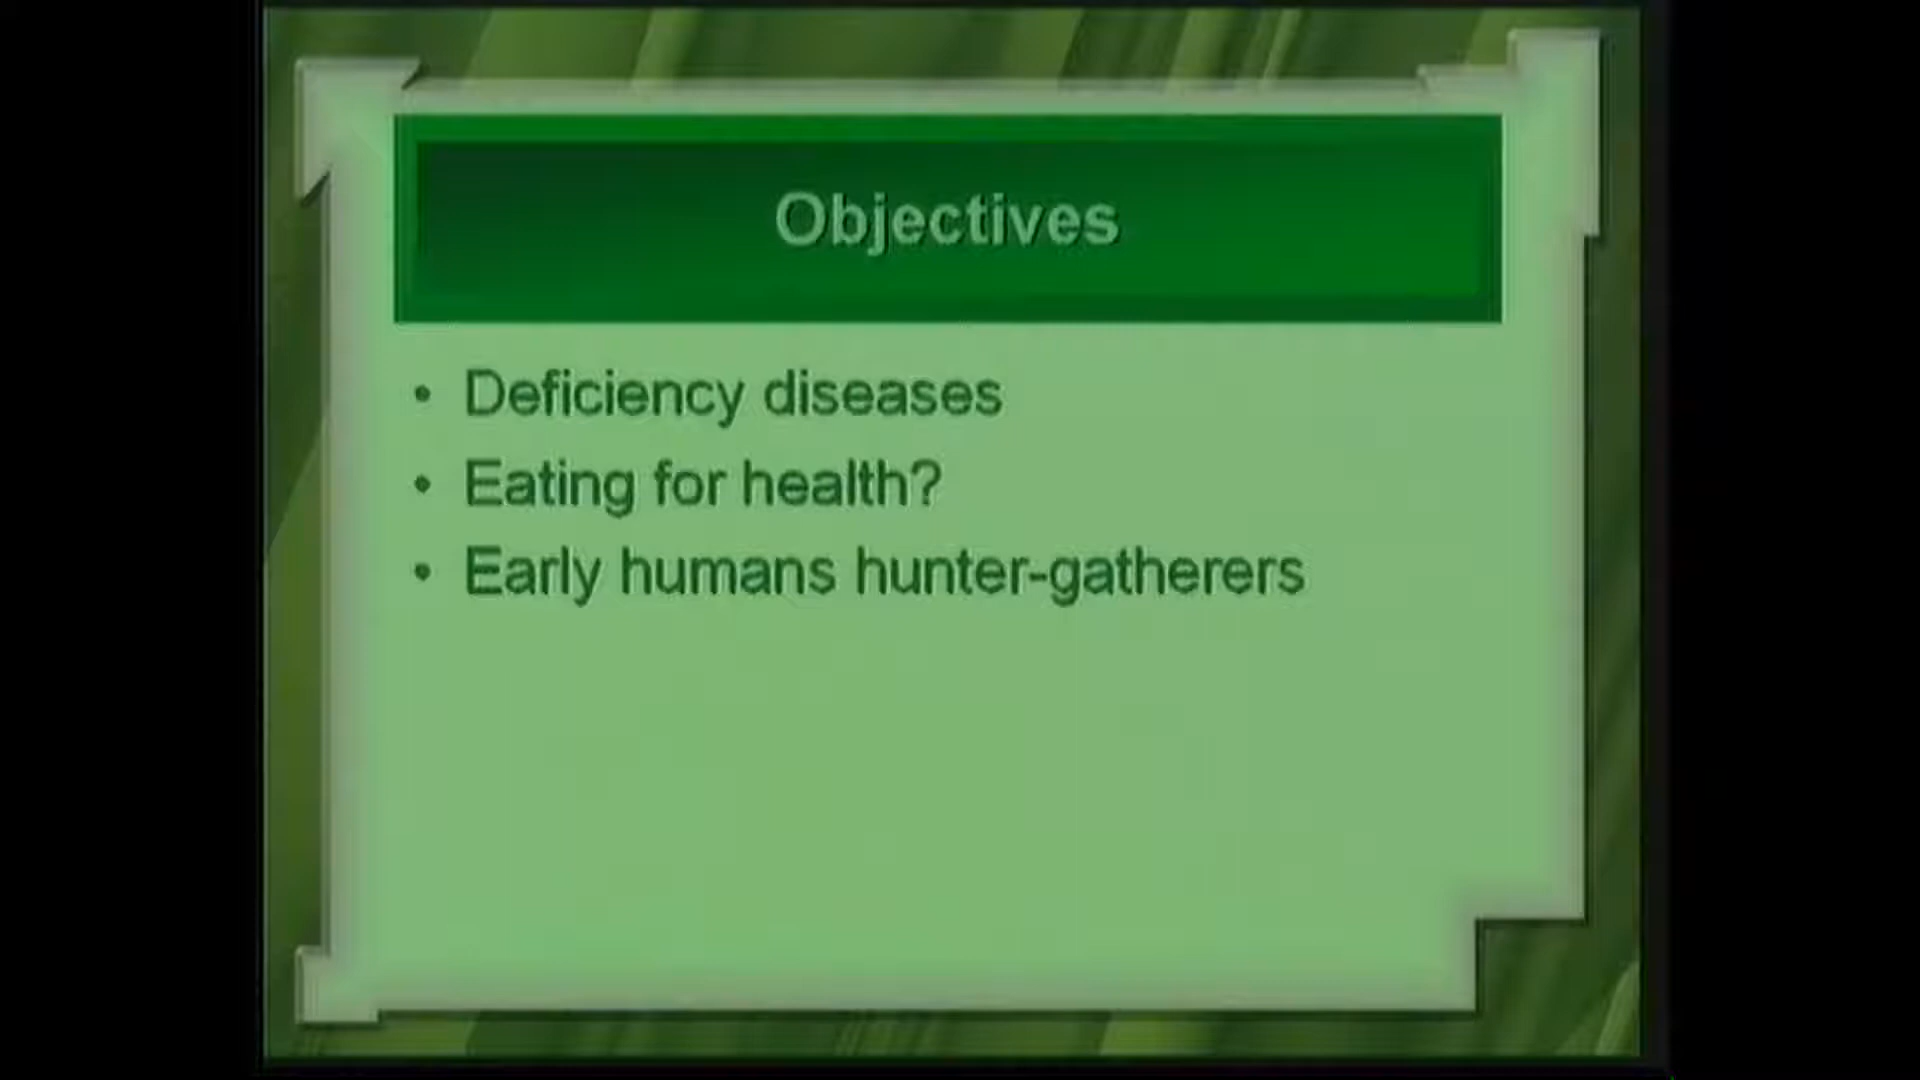 Objectives
• Deficiency diseases
• Eating for health?
• Early humans hunter-gatherers